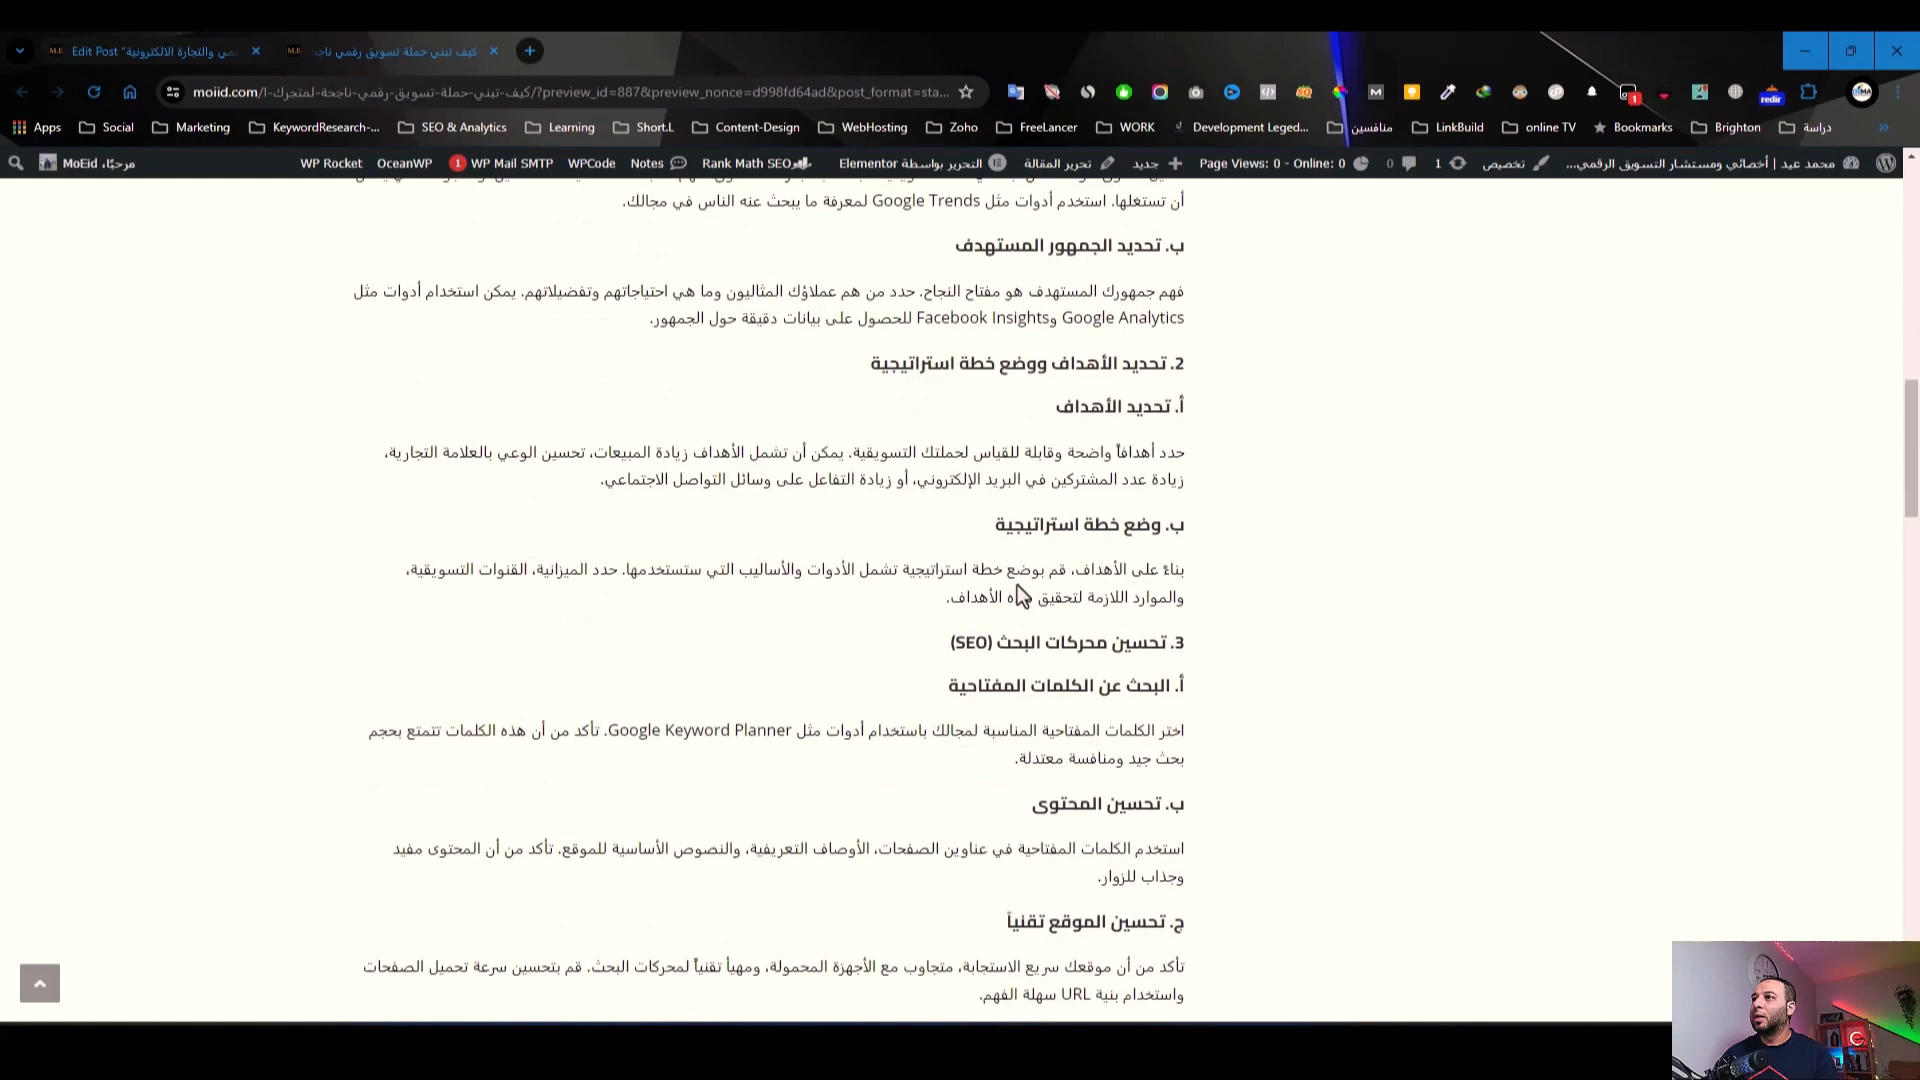 Edit Post "مي والتجارة الالكترونية
كيف تبني حملة تسويق رقمي ناجح
moiid.com/كيف-تبني-حملة-تسويق-رقمي-ناجحة-لمتجرك-ا/?preview_id=887&preview_nonce=d998fd64ad&post_format=sta...
redir
Apps Social Marketing KeywordResearch-... SEO & Analytics Learning Short.L Content-Design WebHosting Zoho FreeLancer WORK Development Leged... منافسين LinkBuild online TV Bookmarks Brighton دراسة
محمد عيد | أخصائي ومستشار التسويق الرقمي... تخصيص 1 0 Page Views: 0 - Online: 0 جديد تحرير المقالة التحرير بواسطة Elementor Rank Math SEO Notes WPCode WP Mail SMTP 1 OceanWP WP Rocket مرحبًا، MoEid
أن تستغلها. استخدم أدوات مثل Google Trends لمعرفة ما يبحث عنه الناس في مجالك.
ب. تحديد الجمهور المستهدف
فهم جمهورك المستهدف هو مفتاح النجاح. حدد من هم عملاؤك المثاليون وما هي احتياجاتهم وتفضيلاتهم. يمكن استخدام أدوات مثل
Google Analytics وFacebook Insights للحصول على بيانات دقيقة حول الجمهور.
2. تحديد الأهداف ووضع خطة استراتيجية
أ. تحديد الأهداف
حدد أهدافاً واضحة وقابلة للقياس لحملتك التسويقية. يمكن أن تشمل الأهداف زيادة المبيعات، تحسين الوعي بالعلامة التجارية،
زيادة عدد المشتركين في البريد الإلكتروني، أو زيادة التفاعل على وسائل التواصل الاجتماعي.
ب. وضع خطة استراتيجية
بناءً على الأهداف، قم بوضع خطة استراتيجية تشمل الأدوات والأساليب التي ستستخدمها. حدد الميزانية، القنوات التسويقية،
والموارد اللازمة لتحقيق ه الأهداف.
3. تحسين محركات البحث (SEO)
أ. البحث عن الكلمات المفتاحية
اختر الكلمات المفتاحية المناسبة لمجالك باستخدام أدوات مثل Google Keyword Planner. تأكد من أن هذه الكلمات تتمتع بحجم
بحث جيد ومنافسة معتدلة.
ب. تحسين المحتوى
استخدم الكلمات المفتاحية في عناوين الصفحات، الأوصاف التعريفية، والنصوص الأساسية للموقع. تأكد من أن المحتوى مفيد
وجذاب للزوار.
ج. تحسين الموقع تقنياً
تأكد من أن موقعك سريع الاستجابة، متجاوب مع الأجهزة المحمولة، ومهيأ تقنياً لمحركات البحث. قم بتحسين سرعة تحميل الصفحات
واستخدام بنية URL سهلة الفهم.